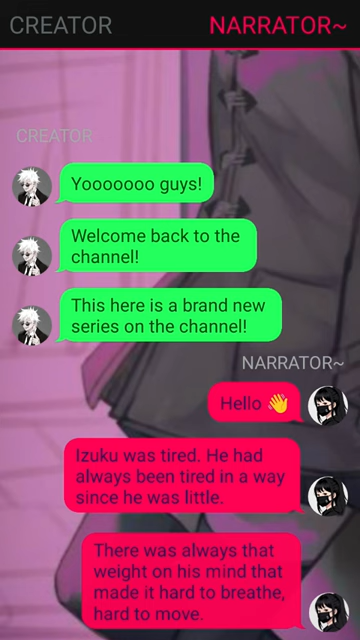 CREATOR NARRATOR~
CREATOR
Yooooooo guys!
Welcome back to the
channel!
This here is a brand new
series on the channel!
NARRATOR~
Hello 👋
Izuku was tired. He had
always been tired in a way
since he was little.
There was always that
weight on his mind that
made it hard to breathe,
hard to move.